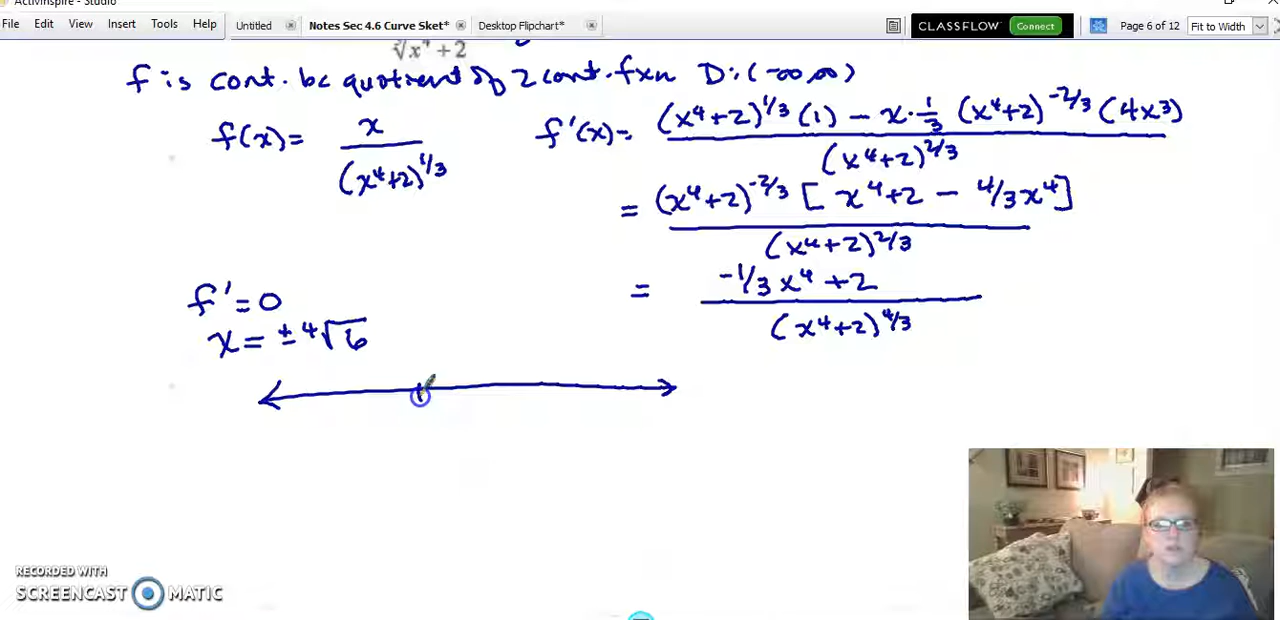 ActivInspire - Studio
File Edit View Insert Tools Help Untitled Notes Sec 4.6 Curve Sket* Desktop Flipchart* CLASSFLOW Connect Page 6 of 12 Fit to Width
∛x⁴ + 2
f is cont. bc quotient of 2 cont. fxn D: (-∞,∞)
f(x) = x / (x⁴+2)^1/3
f'(x) = (x⁴+2)^1/3 (1) − x · 1/3 (x⁴+2)^-2/3 (4x³) / (x⁴+2)^2/3
= (x⁴+2)^-2/3 [ x⁴+2 − 4/3x⁴ ] / (x⁴+2)^2/3
= -1/3 x⁴ + 2 / (x⁴+2)^4/3
f' = 0
x = ± ⁴√6
RECORDED WITH
SCREENCAST MATIC